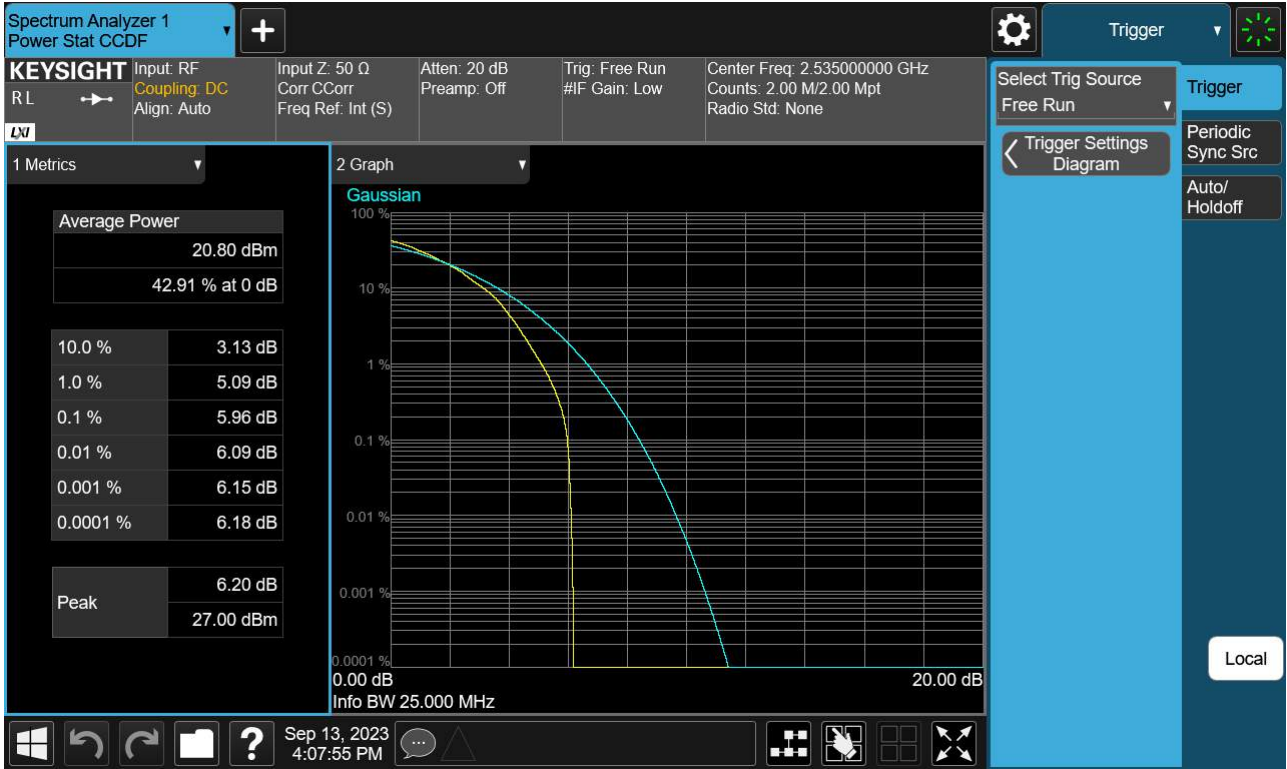 Spectrum Analyzer 1
Power Stat CCDF
Trigger
KEYSIGHT
R L
LXI
Input: RF
Coupling: DC
Align: Auto
Input Z: 50 Ω
Corr CCorr
Freq Ref: Int (S)
Atten: 20 dB
Preamp: Off
Trig: Free Run
#IF Gain: Low
Center Freq: 2.535000000 GHz
Counts: 2.00 M/2.00 Mpt
Radio Std: None
Select Trig Source
Free Run
Trigger Settings
Diagram
Trigger
Periodic
Sync Src
Auto/
Holdoff
1 Metrics
Average Power
20.80 dBm
42.91 % at 0 dB
10.0 % 3.13 dB
1.0 % 5.09 dB
0.1 % 5.96 dB
0.01 % 6.09 dB
0.001 % 6.15 dB
0.0001 % 6.18 dB
Peak
6.20 dB
27.00 dBm
2 Graph
Gaussian
100 %
10 %
1 %
0.1 %
0.01 %
0.001 %
0.0001 %
0.00 dB 20.00 dB
Info BW 25.000 MHz
Local
?
Sep 13, 2023
4:07:55 PM